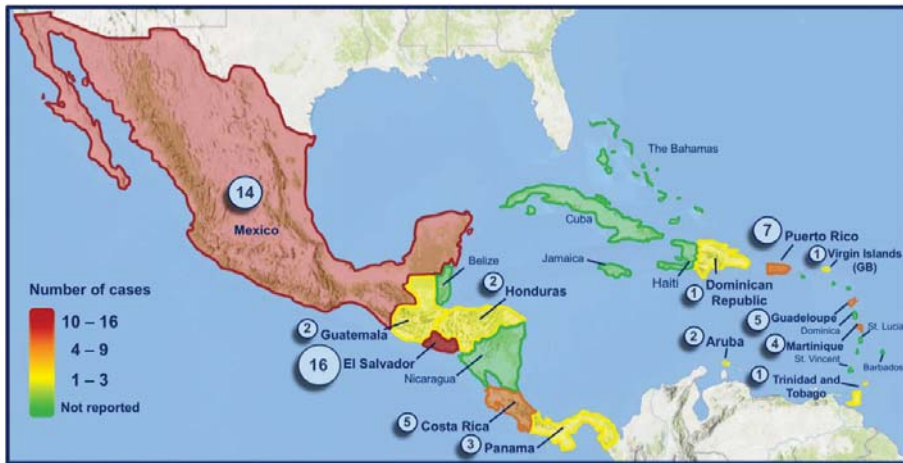 The Bahamas
14
Mexico
Cuba
7
Puerto Rico
1
Virgin Islands
(GB)
Belize
Jamaica
Haiti
1
Dominican
Republic
2
Honduras
Number of cases
10 – 16
4 – 9
1 – 3
Not reported
2
Guatemala
16
El Salvador
Nicaragua
5
Guadeloupe
Dominica
St. Lucia
4
Martinique
St. Vincent
Barbados
2
Aruba
1
Trinidad and
Tobago
5
Costa Rica
3
Panama